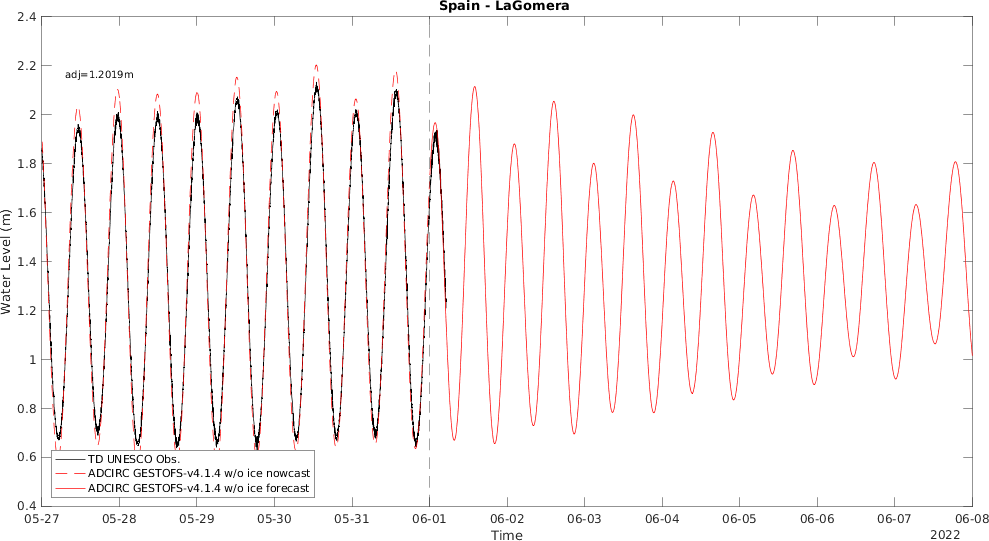 Spain - LaGomera
2.4
2.2
2
1.8
1.6
1.4
1.2
1
0.8
0.6
0.4
Water Level (m)
adj=1.2019m
TD UNESCO Obs.
ADCIRC GESTOFS-v4.1.4 w/o ice nowcast
ADCIRC GESTOFS-v4.1.4 w/o ice forecast
05-27 05-28 05-29 05-30 05-31 06-01 06-02 06-03 06-04 06-05 06-06 06-07 06-08
Time
2022